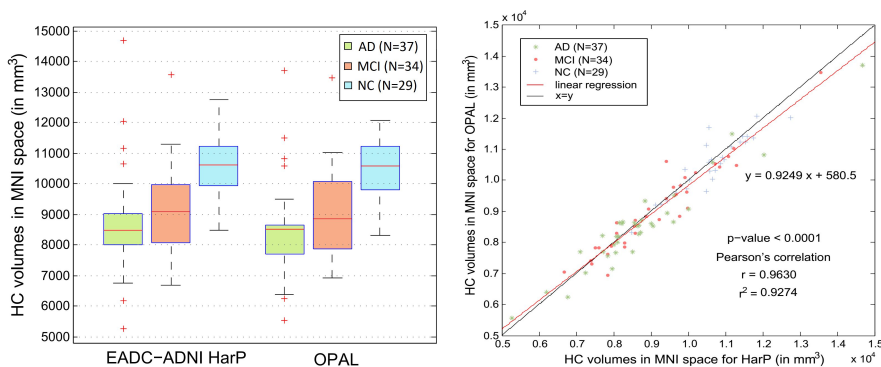 HC volumes in MNI space (in mm3)
15000
14000
13000
12000
11000
10000
9000
8000
7000
6000
5000
AD (N=37)
MCI (N=34)
NC (N=29)
EADC−ADNI HarP
OPAL
HC volumes in MNI space for OPAL (in mm3)
x 10^4
1.5
1.4
1.3
1.2
1.1
1.0
0.9
0.8
0.7
0.6
0.5
AD (N=37)
MCI (N=34)
NC (N=29)
linear regression
x=y
y = 0.9249 x + 580.5
p-value < 0.0001
Pearson's correlation
r = 0.9630
r2 = 0.9274
0.5 0.6 0.7 0.8 0.9 1.0 1.1 1.2 1.3 1.4 1.5
HC volumes in MNI space for HarP (in mm3)
x 10^4